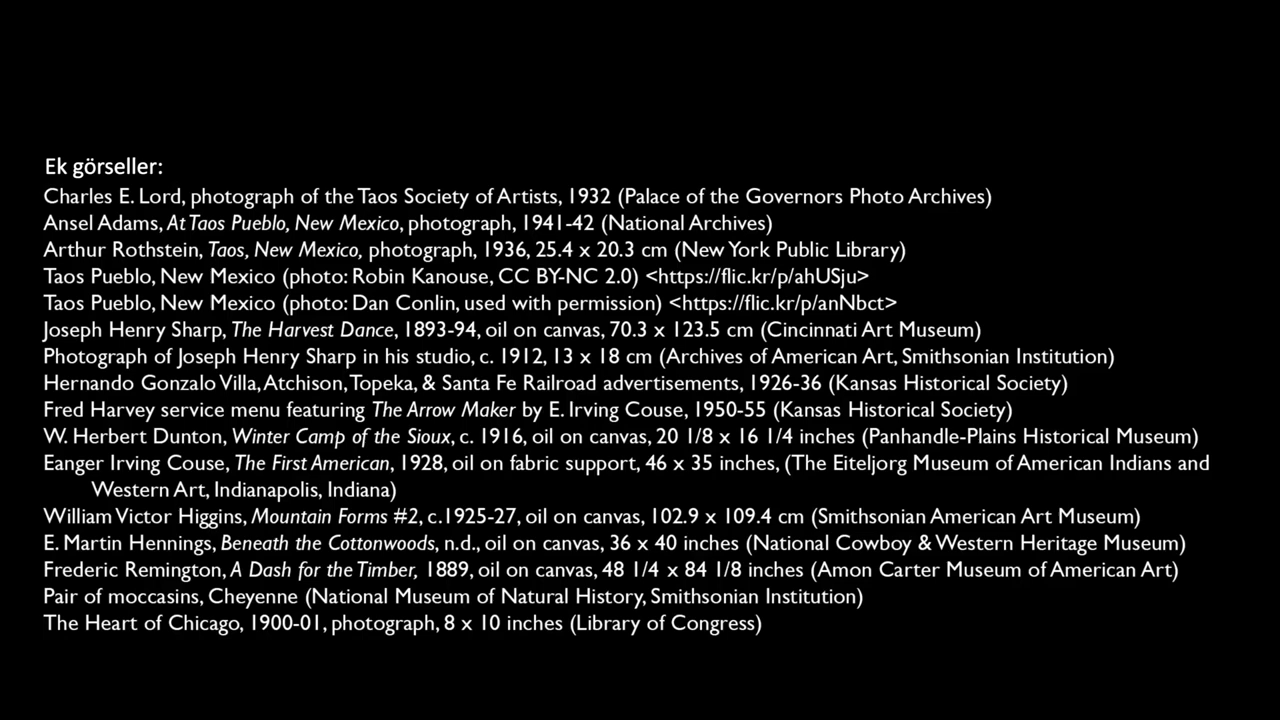 Ek görseller:
Charles E. Lord, photograph of the Taos Society of Artists, 1932 (Palace of the Governors Photo Archives)
Ansel Adams, At Taos Pueblo, New Mexico, photograph, 1941-42 (National Archives)
Arthur Rothstein, Taos, New Mexico, photograph, 1936, 25.4 x 20.3 cm (New York Public Library)
Taos Pueblo, New Mexico (photo: Robin Kanouse, CC BY-NC 2.0) <https://flic.kr/p/ahUSju>
Taos Pueblo, New Mexico (photo: Dan Conlin, used with permission) <https://flic.kr/p/anNbct>
Joseph Henry Sharp, The Harvest Dance, 1893-94, oil on canvas, 70.3 x 123.5 cm (Cincinnati Art Museum)
Photograph of Joseph Henry Sharp in his studio, c. 1912, 13 x 18 cm (Archives of American Art, Smithsonian Institution)
Hernando Gonzalo Villa, Atchison, Topeka, & Santa Fe Railroad advertisements, 1926-36 (Kansas Historical Society)
Fred Harvey service menu featuring The Arrow Maker by E. Irving Couse, 1950-55 (Kansas Historical Society)
W. Herbert Dunton, Winter Camp of the Sioux, c. 1916, oil on canvas, 20 1/8 x 16 1/4 inches (Panhandle-Plains Historical Museum)
Eanger Irving Couse, The First American, 1928, oil on fabric support, 46 x 35 inches, (The Eiteljorg Museum of American Indians and
Western Art, Indianapolis, Indiana)
William Victor Higgins, Mountain Forms #2, c.1925-27, oil on canvas, 102.9 x 109.4 cm (Smithsonian American Art Museum)
E. Martin Hennings, Beneath the Cottonwoods, n.d., oil on canvas, 36 x 40 inches (National Cowboy & Western Heritage Museum)
Frederic Remington, A Dash for the Timber, 1889, oil on canvas, 48 1/4 x 84 1/8 inches (Amon Carter Museum of American Art)
Pair of moccasins, Cheyenne (National Museum of Natural History, Smithsonian Institution)
The Heart of Chicago, 1900-01, photograph, 8 x 10 inches (Library of Congress)